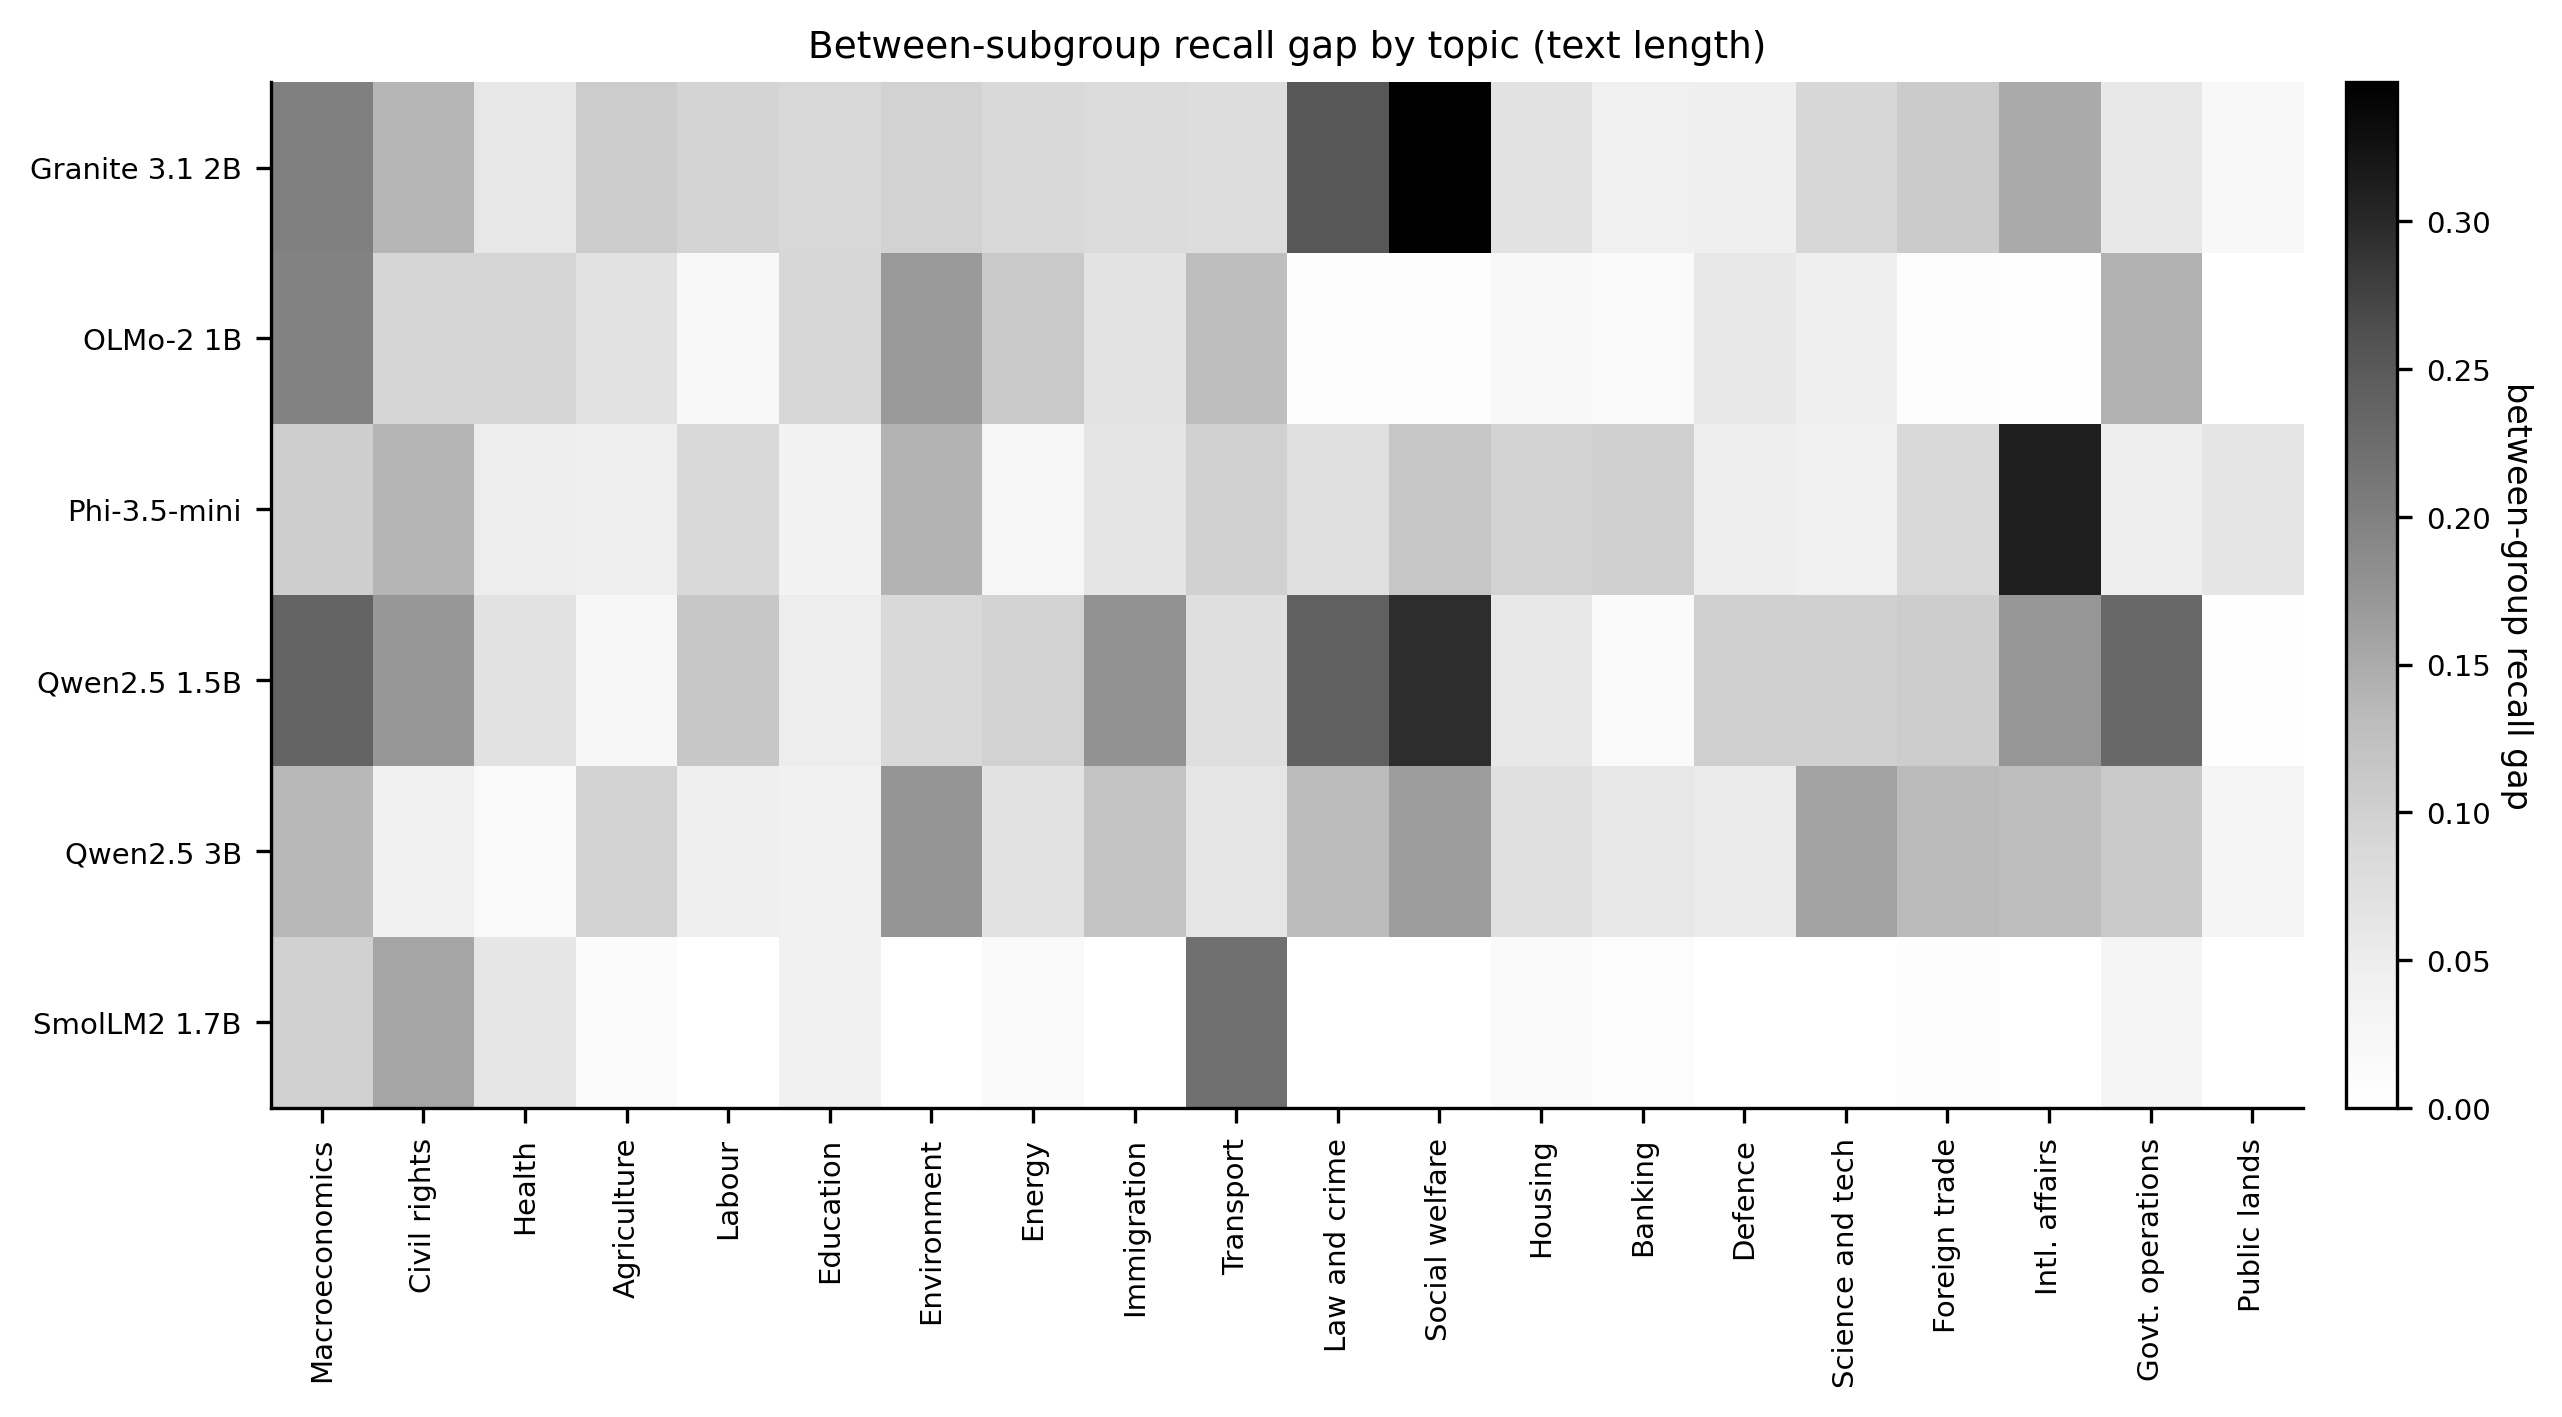 Between-subgroup recall gap by topic (text length)
Granite 3.1 2B
OLMo-2 1B
Phi-3.5-mini
Qwen2.5 1.5B
Qwen2.5 3B
SmolLM2 1.7B
Macroeconomics
Civil rights
Health
Agriculture
Labour
Education
Environment
Energy
Immigration
Transport
Law and crime
Social welfare
Housing
Banking
Defence
Science and tech
Foreign trade
Intl. affairs
Govt. operations
Public lands
0.30
0.25
0.20
0.15
0.10
0.05
0.00
between-group recall gap